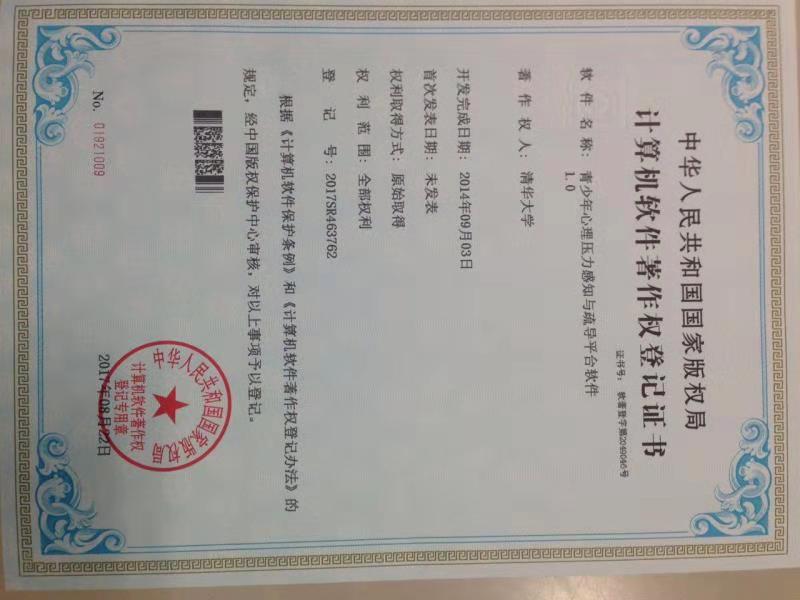 中华人民共和国国家版权局
计算机软件著作权登记证书
证书号： 软著登字第2049046号
软件名称： 青少年心理压力感知与疏导平台软件
1.0
著作权人： 清华大学
开发完成日期： 2014年09月03日
首次发表日期： 未发表
权利取得方式： 原始取得
权利范围： 全部权利
登记号： 2017SR463762
根据《计算机软件保护条例》和《计算机软件著作权登记办法》的
规定，经中国版权保护中心审核，对以上事项予以登记。
中华人民共和国国家版权局
计算机软件著作权
登记专用章
2017年08月22日
No. 01921009